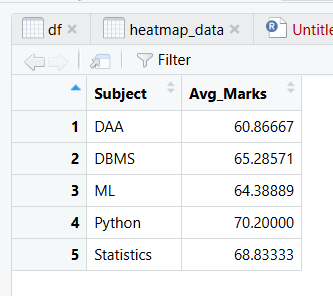 df heatmap_data Untitle
Filter
Subject Avg_Marks
1 DAA 60.86667
2 DBMS 65.28571
3 ML 64.38889
4 Python 70.20000
5 Statistics 68.83333